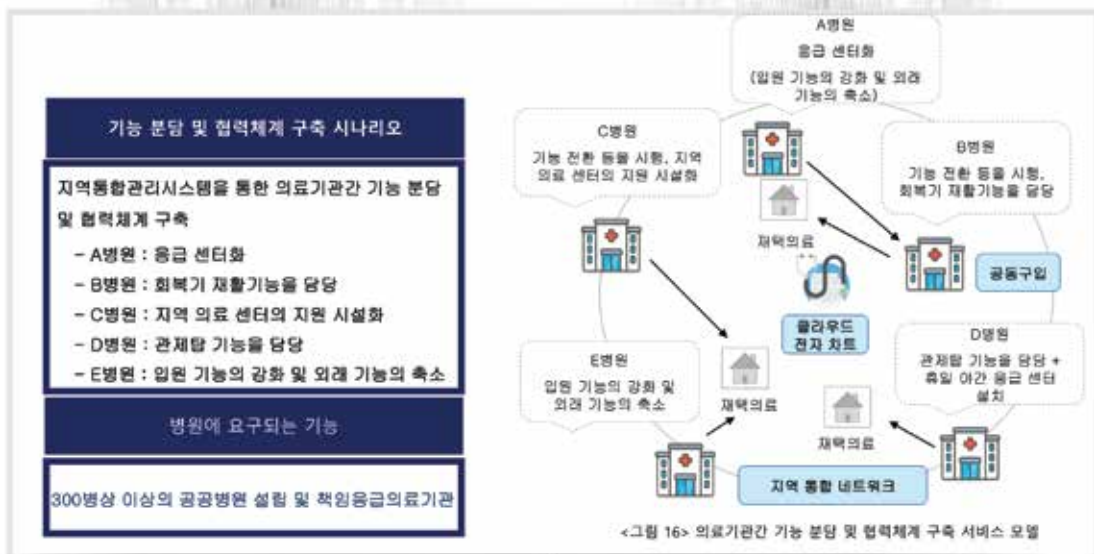 기능 분담 및 협력체계 구축 시나리오
지역통합관리시스템을 통한 의료기관간 기능 분담
및 협력체계 구축
- A병원 : 응급 센터화
- B병원 : 회복기 재활기능을 담당
- C병원 : 지역 의료 센터의 지원 시설화
- D병원 : 관제탑 기능을 담당
- E병원 : 입원 기능의 강화 및 외래 기능의 축소
병원에 요구되는 기능
300병상 이상의 공공병원 설립 및 책임응급의료기관
A병원
응급 센터화
(입원 기능의 강화 및 외래
기능의 축소)
C병원
기능 전환 등을 시행, 지역
의료 센터의 지원 시설화
B병원
기능 전환 등을 시행,
회복기 재활기능을 담당
재택의료
공동구입
클라우드
전자 차트
D병원
관제탑 기능을 담당 +
휴일 야간 응급 센터
설치
E병원
입원 기능의 강화 및
외래 기능의 축소
재택의료
재택의료
지역 통합 네트워크
<그림 16> 의료기관간 기능 분담 및 협력체계 구축 서비스 모델